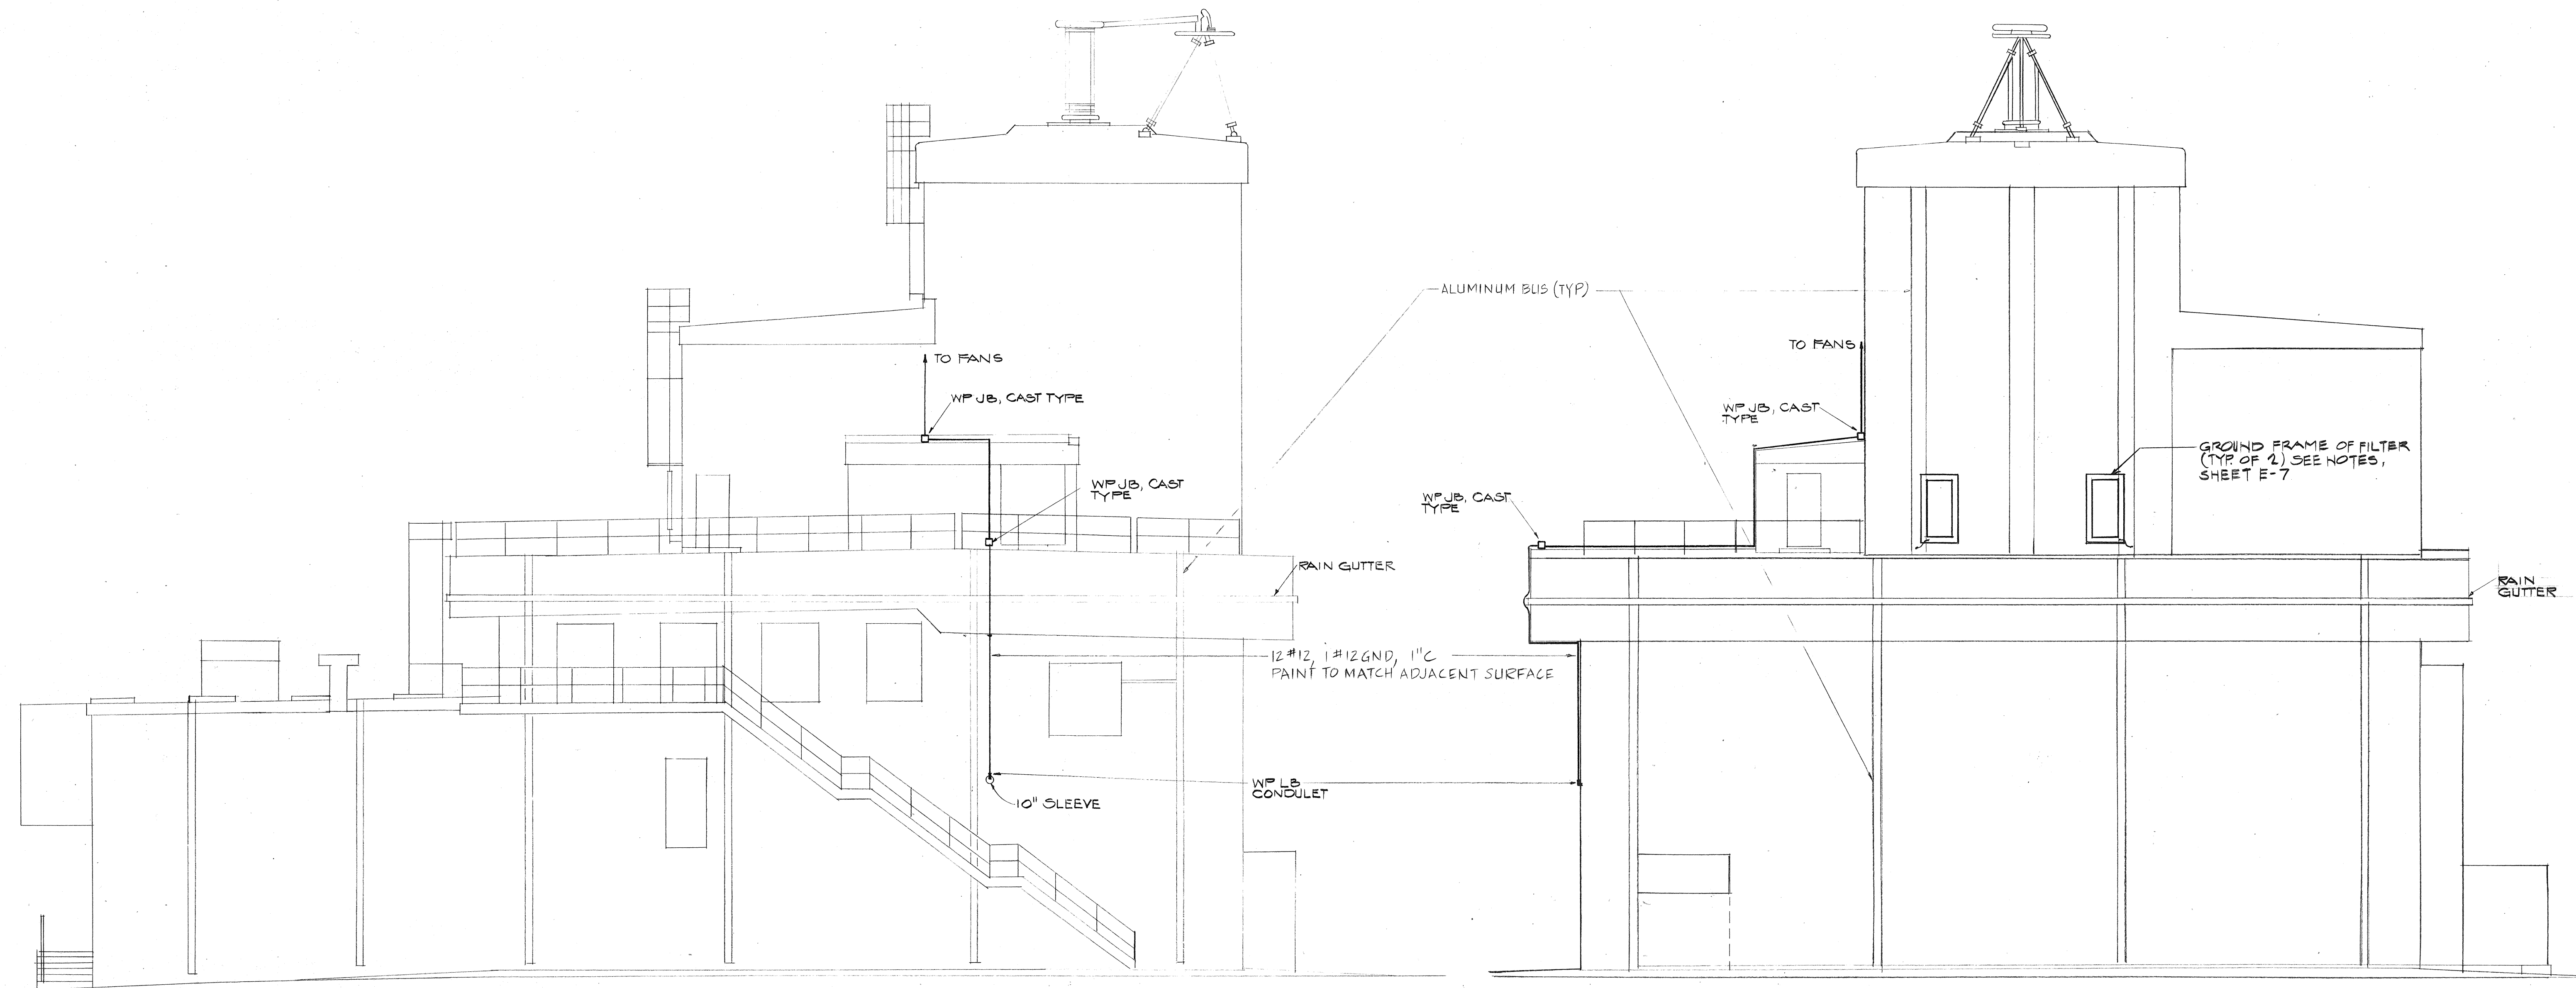 ALUMINUM BUS (TYP)
TO FANS
WP JB, CAST TYPE
WP JB, CAST
TYPE
RAIN GUTTER
12 #12, 1 #12 GND, 1"C
PAINT TO MATCH ADJACENT SURFACE
WP LB
CONDULET
10" SLEEVE
TO FANS
WP JB, CAST
TYPE
WP JB, CAST
TYPE
GROUND FRAME OF FILTER
(TYP. OF 2) SEE NOTES,
SHEET E-7
RAIN
GUTTER